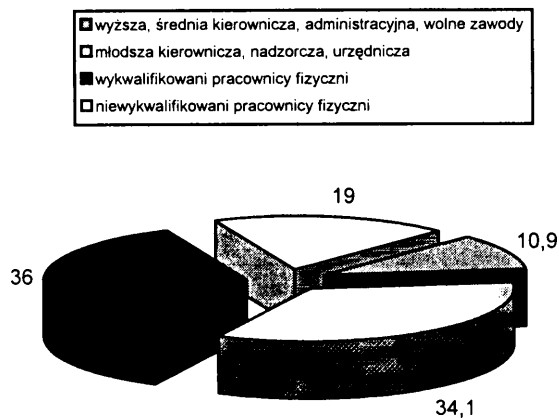 wyższa, średnia kierownicza, administracyjna, wolne zawody
młodsza kierownicza, nadzorcza, urzędnicza
wykwalifikowani pracownicy fizyczni
niewykwalifikowani pracownicy fizyczni
19
10,9
36
34,1